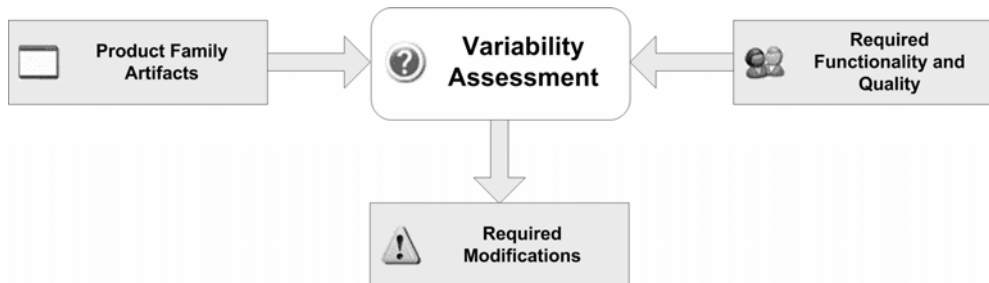 Product Family
Artifacts
Variability
Assessment
Required
Functionality and
Quality
Required
Modifications